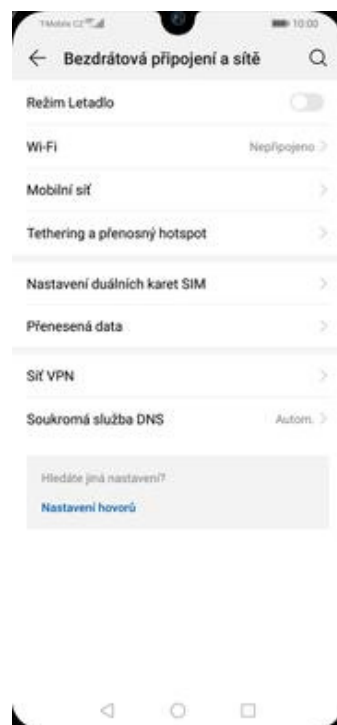 T-Mobile CZ 10:00
Bezdrátová připojení a sítě
Režim Letadlo
Wi-Fi Nepřipojeno
Mobilní síť
Tethering a přenosný hotspot
Nastavení duálních karet SIM
Přenesená data
Síť VPN
Soukromá služba DNS Autom.
Hledáte jiná nastavení?
Nastavení hovorů